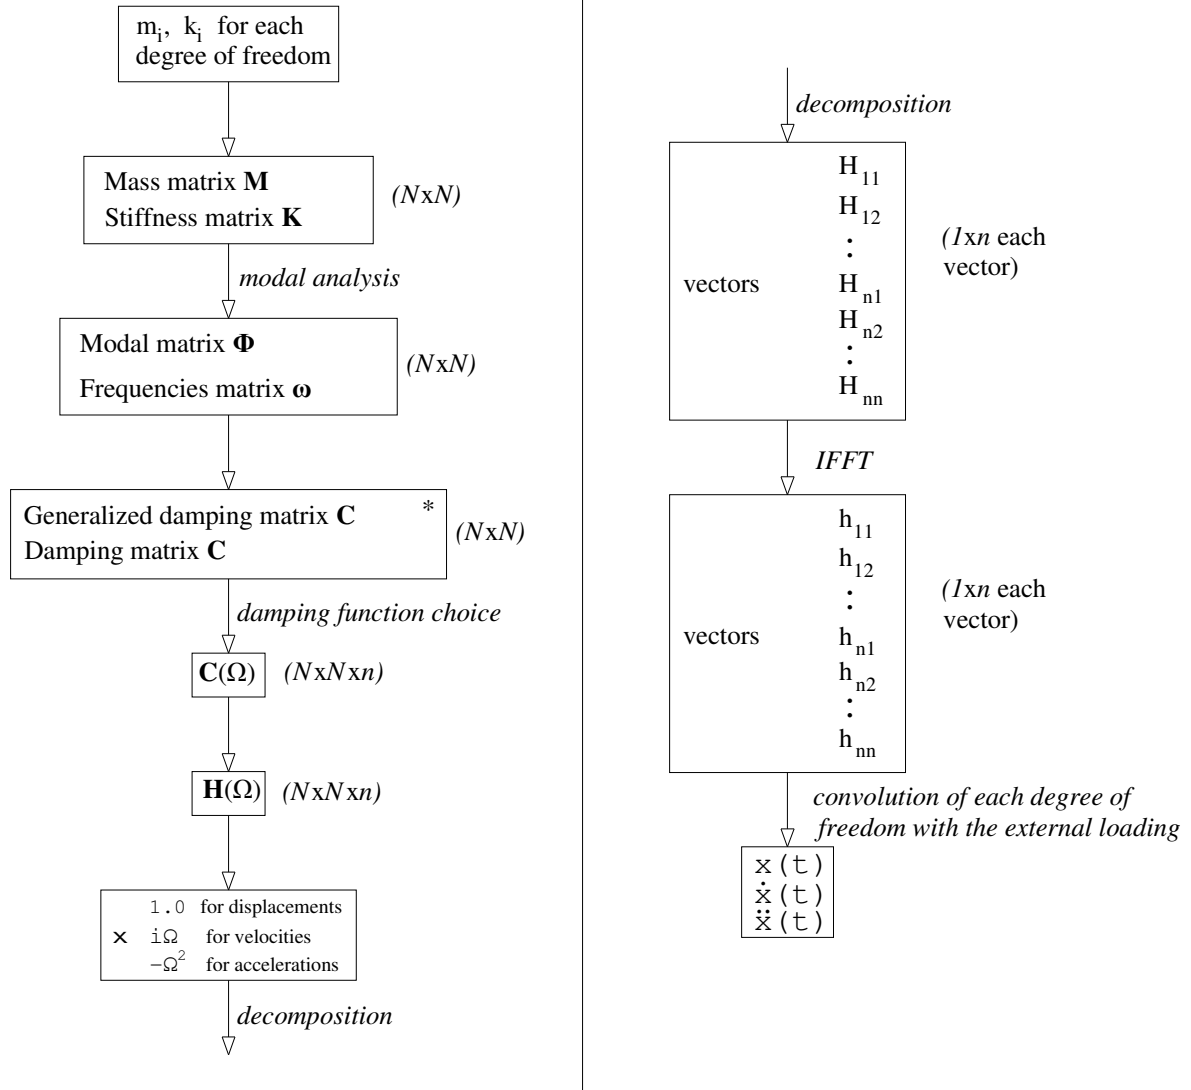 m_i, k_i for each
degree of freedom
Mass matrix M
Stiffness matrix K
(NxN)
modal analysis
Modal matrix Φ
Frequencies matrix ω
(NxN)
Generalized damping matrix C *
Damping matrix C
(NxN)
damping function choice
C(Ω) (NxNxn)
H(Ω) (NxNxn)
1.0 for displacements
x iΩ for velocities
−Ω² for accelerations
decomposition
decomposition
H_11
H_12
⋮
vectors H_n1
H_n2
⋮
H_nn
(1xn each
vector)
IFFT
h_11
h_12
⋮
vectors h_n1
h_n2
⋮
h_nn
(1xn each
vector)
convolution of each degree of
freedom with the external loading
x(t)
ẋ(t)
ẍ(t)